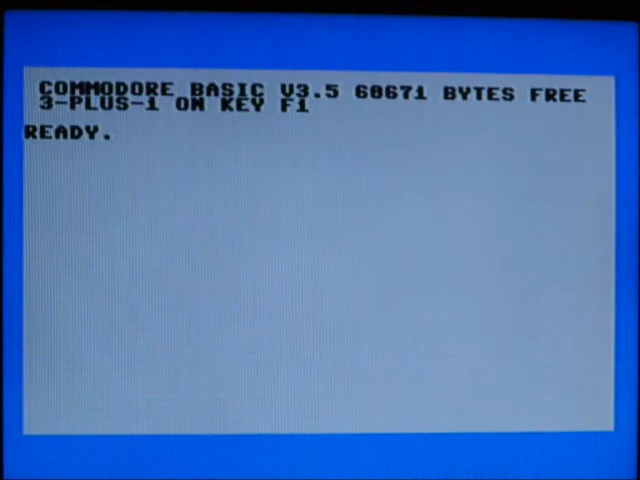 COMMODORE BASIC V3.5 60671 BYTES FREE
3-PLUS-1 ON KEY F1
READY.